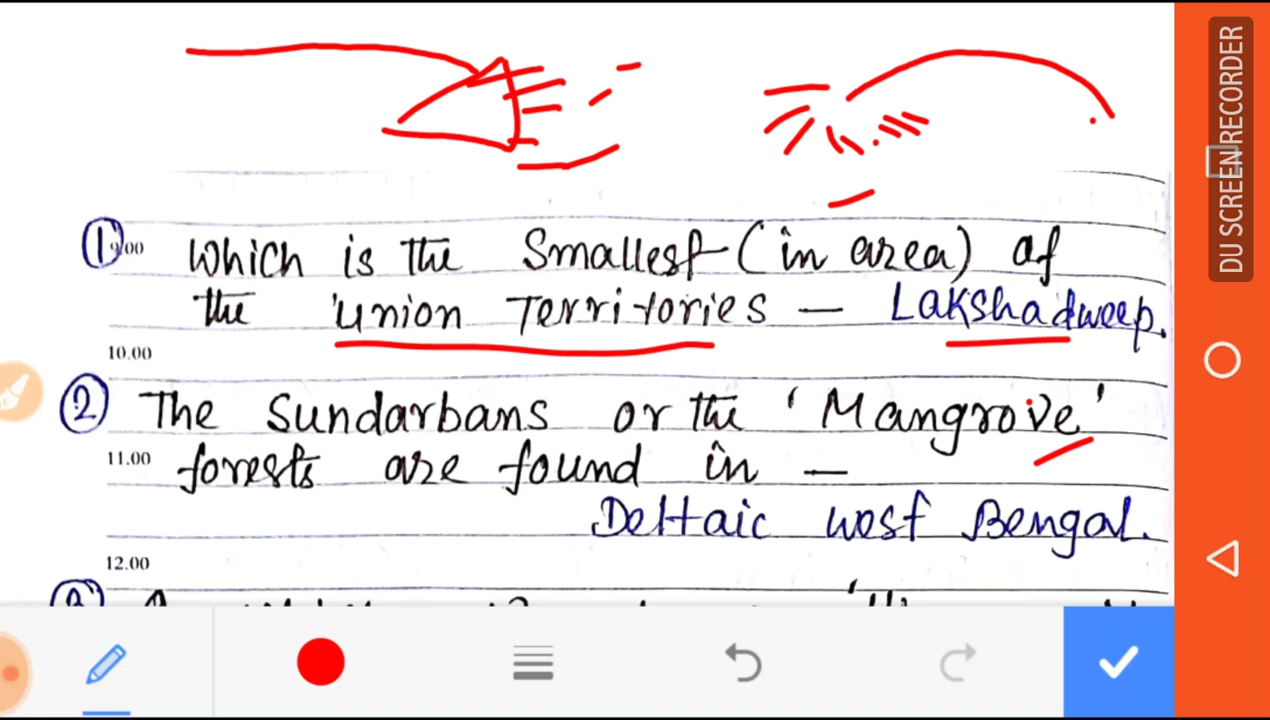 ① 9.00 Which is the Smallest (in area) of
the 'union Territories — Lakshadweep.
10.00
② The Sundarbans or the 'Mangrove'
11.00 forests are found in —
Deltaic west Bengal.
12.00
DU SCREEN RECORDER